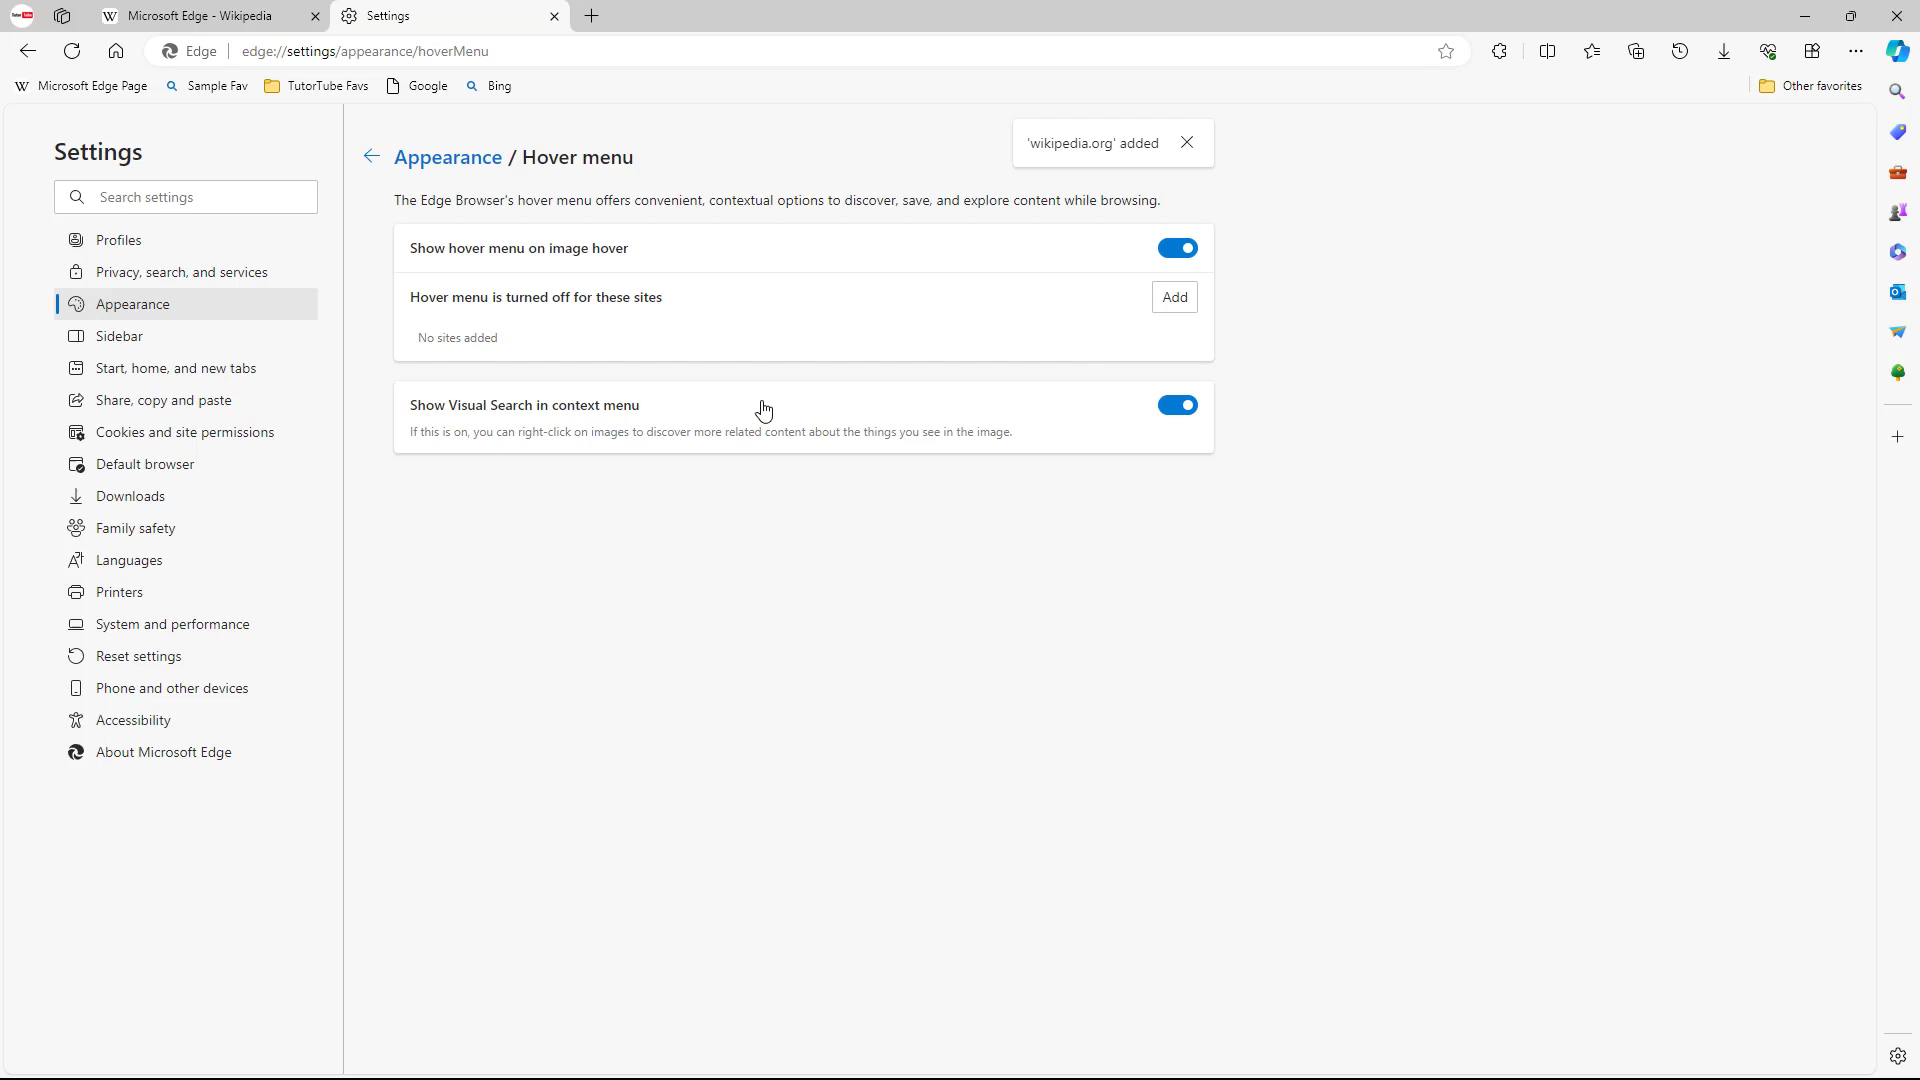 Microsoft Edge - Wikipedia
Settings
Edge
edge://settings/appearance/hoverMenu
Microsoft Edge Page
Sample Fav
TutorTube Favs
Google
Bing
Other favorites
Settings
Search settings
Profiles
Privacy, search, and services
Appearance
Sidebar
Start, home, and new tabs
Share, copy and paste
Cookies and site permissions
Default browser
Downloads
Family safety
Languages
Printers
System and performance
Reset settings
Phone and other devices
Accessibility
About Microsoft Edge
Appearance / Hover menu
'wikipedia.org' added
The Edge Browser's hover menu offers convenient, contextual options to discover, save, and explore content while browsing.
Show hover menu on image hover
Hover menu is turned off for these sites
Add
No sites added
Show Visual Search in context menu
If this is on, you can right-click on images to discover more related content about the things you see in the image.